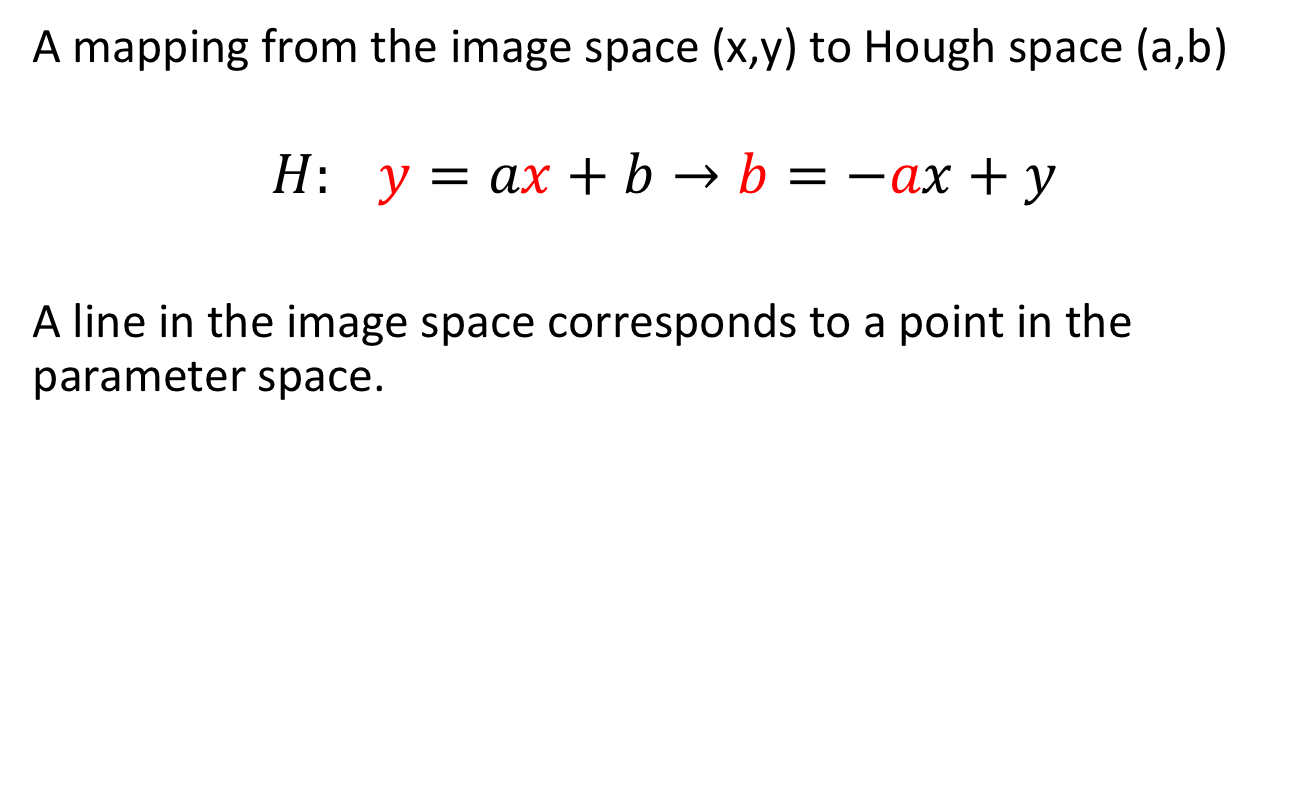 A mapping from the image space (x,y) to Hough space (a,b)
H: y = ax + b → b = −ax + y
A line in the image space corresponds to a point in the
parameter space.